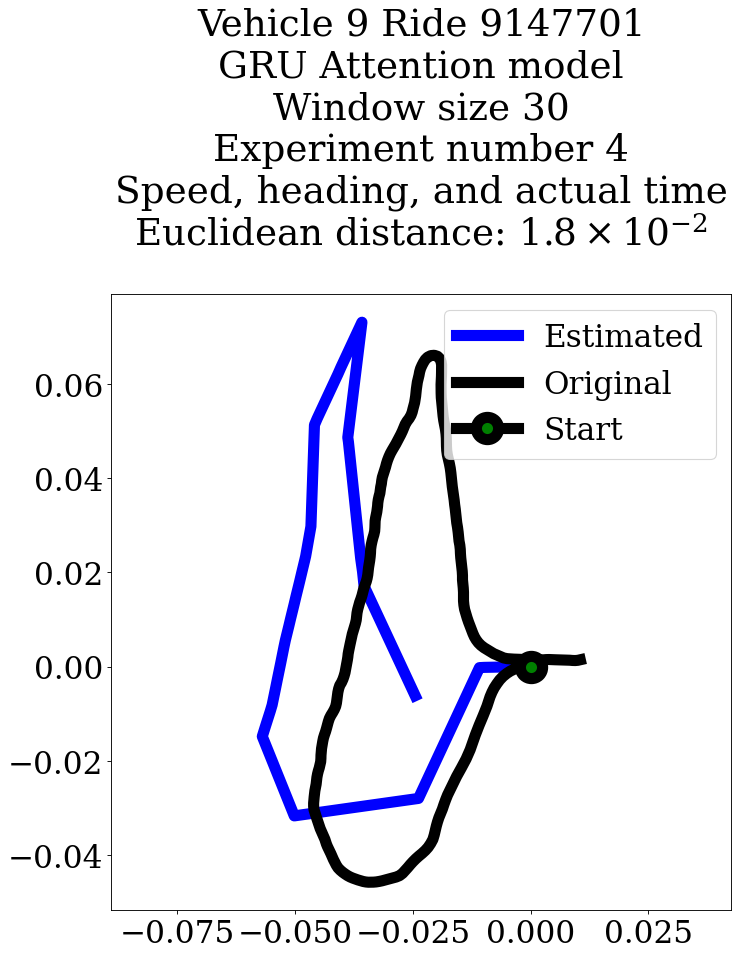 Vehicle 9 Ride 9147701
GRU Attention model
Window size 30
Experiment number 4
Speed, heading, and actual time
Euclidean distance: 1.8 × 10⁻²
Estimated
Original
Start
0.06
0.04
0.02
0.00
−0.02
−0.04
−0.075
−0.050
−0.025
0.000
0.025